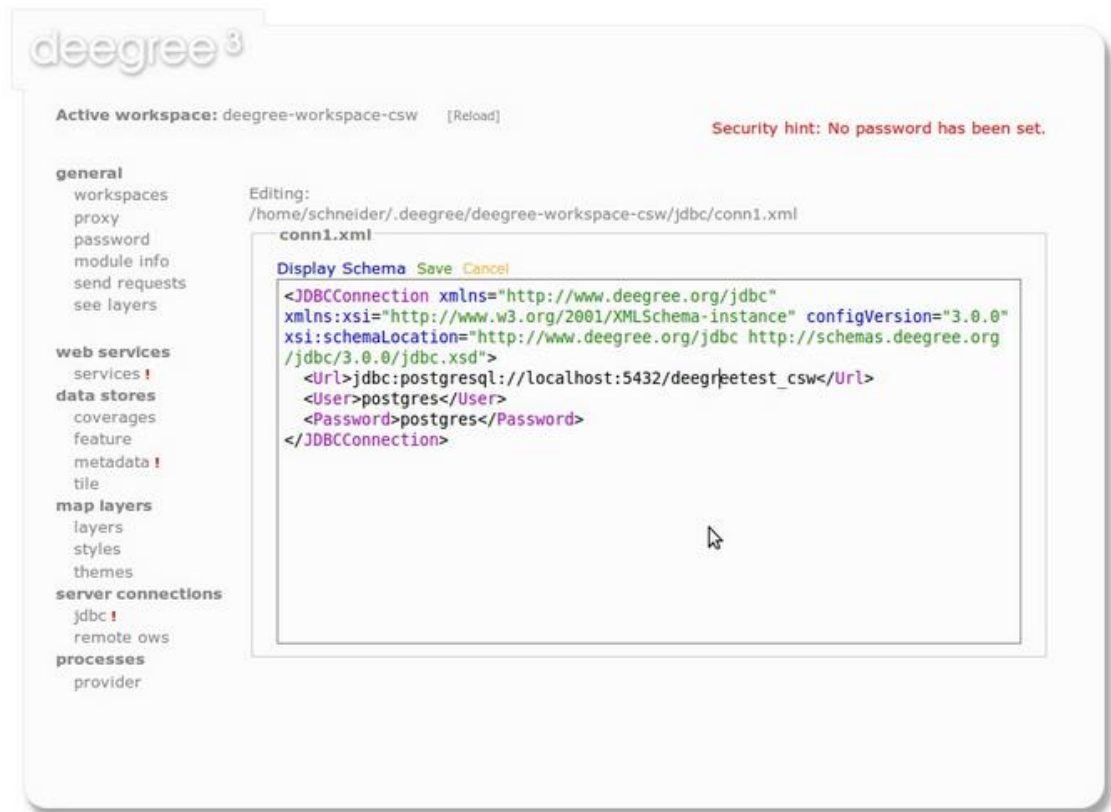 deegree 3
Active workspace: deegree-workspace-csw [Reload]
Security hint: No password has been set.
general
workspaces
proxy
password
module info
send requests
see layers
web services
services !
data stores
coverages
feature
metadata !
tile
map layers
layers
styles
themes
server connections
jdbc !
remote ows
processes
provider
Editing:
/home/schneider/.deegree/deegree-workspace-csw/jdbc/conn1.xml
conn1.xml
Display Schema Save Cancel
<JDBCConnection xmlns="http://www.deegree.org/jdbc"
xmlns:xsi="http://www.w3.org/2001/XMLSchema-instance" configVersion="3.0.0"
xsi:schemaLocation="http://www.deegree.org/jdbc http://schemas.deegree.org
/jdbc/3.0.0/jdbc.xsd">
<Url>jdbc:postgresql://localhost:5432/deegreetest_csw</Url>
<User>postgres</User>
<Password>postgres</Password>
</JDBCConnection>